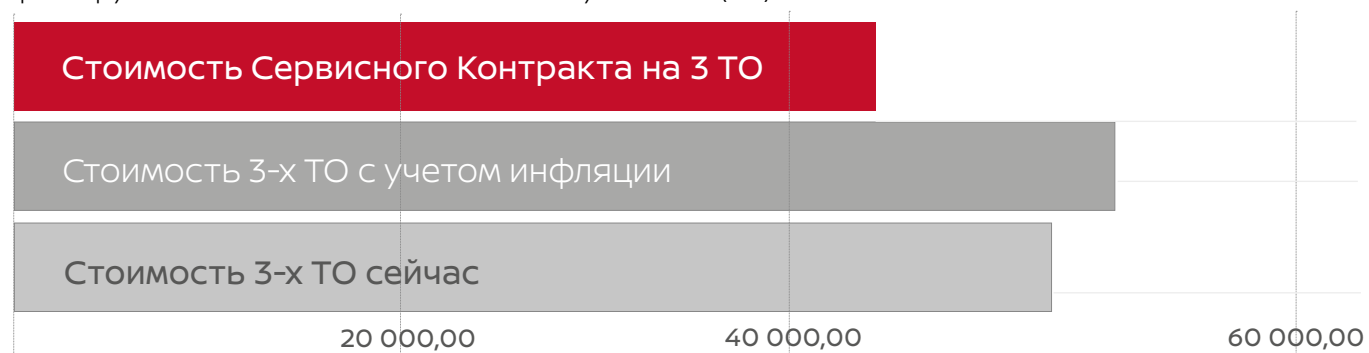 Стоимость Сервисного Контракта на 3 ТО
Стоимость 3-х ТО с учетом инфляции
Стоимость 3-х ТО сейчас
20 000,00 40 000,00 60 000,00